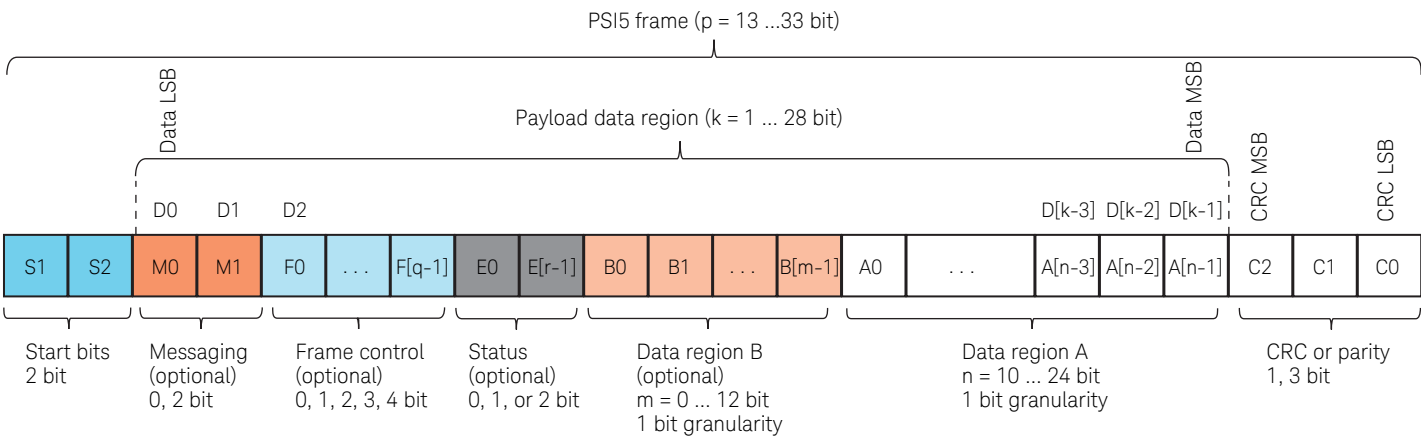 PSI5 frame (p = 13 ...33 bit)
Data LSB
Data MSB
Payload data region (k = 1 ... 28 bit)
CRC MSB
CRC LSB
D0 D1 D2 D[k-3] D[k-2] D[k-1]
S1 S2 M0 M1 F0 . . . F[q-1] E0 E[r-1] B0 B1 . . . B[m-1] A0 . . . A[n-3] A[n-2] A[n-1] C2 C1 C0
Start bits
2 bit
Messaging
(optional)
0, 2 bit
Frame control
(optional)
0, 1, 2, 3, 4 bit
Status
(optional)
0, 1, or 2 bit
Data region B
(optional)
m = 0 ... 12 bit
1 bit granularity
Data region A
n = 10 ... 24 bit
1 bit granularity
CRC or parity
1, 3 bit